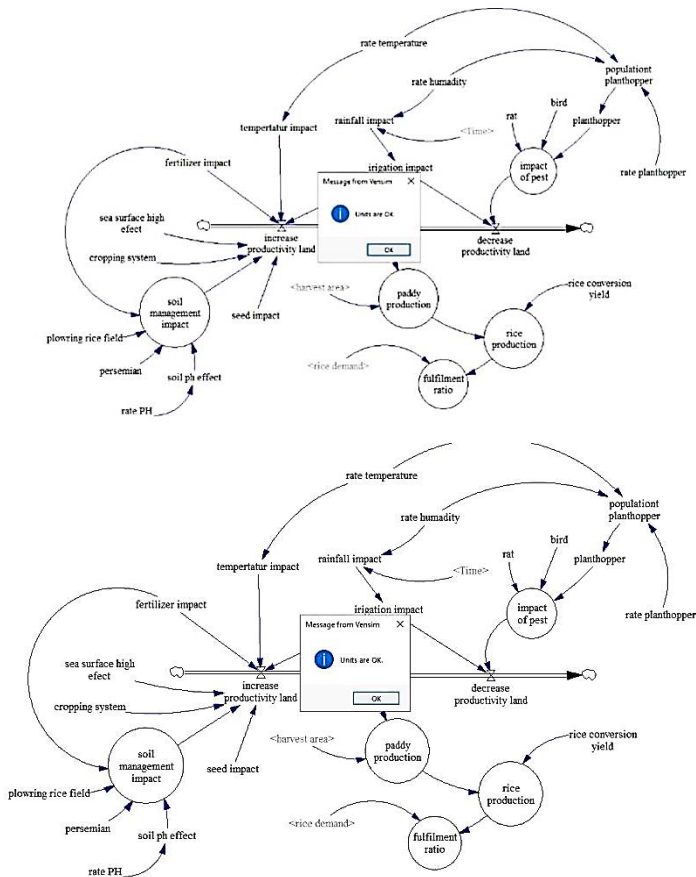 rate temperature
populationt
planthopper
rate humadity
bird
rainfall impact
rat
planthopper
tempertatur impact
<Time>
fertilizer impact
irigation impact
impact
of pest
rate planthopper
Message from Vensim
Units are OK.
OK
sea surface high
efect
increase
productivity land
decrease
productivity land
cropping system
<harvest area>
paddy
production
rice conversion
yield
soil
management
impact
seed impact
plowring rice field
rice
production
persemian
<rice demand>
soil ph effect
fulfilment
ratio
rate PH
rate temperature
populationt
planthopper
rate humadity
bird
rainfall impact
rat
planthopper
tempertatur impact
<Time>
fertilizer impact
irigation impact
impact
of pest
rate planthopper
Message from Vensim
Units are OK.
OK
sea surface high
efect
increase
productivity land
decrease
productivity land
cropping system
<harvest area>
paddy
production
rice conversion
yield
soil
management
impact
seed impact
plowring rice field
rice
production
persemian
<rice demand>
soil ph effect
fulfilment
ratio
rate PH